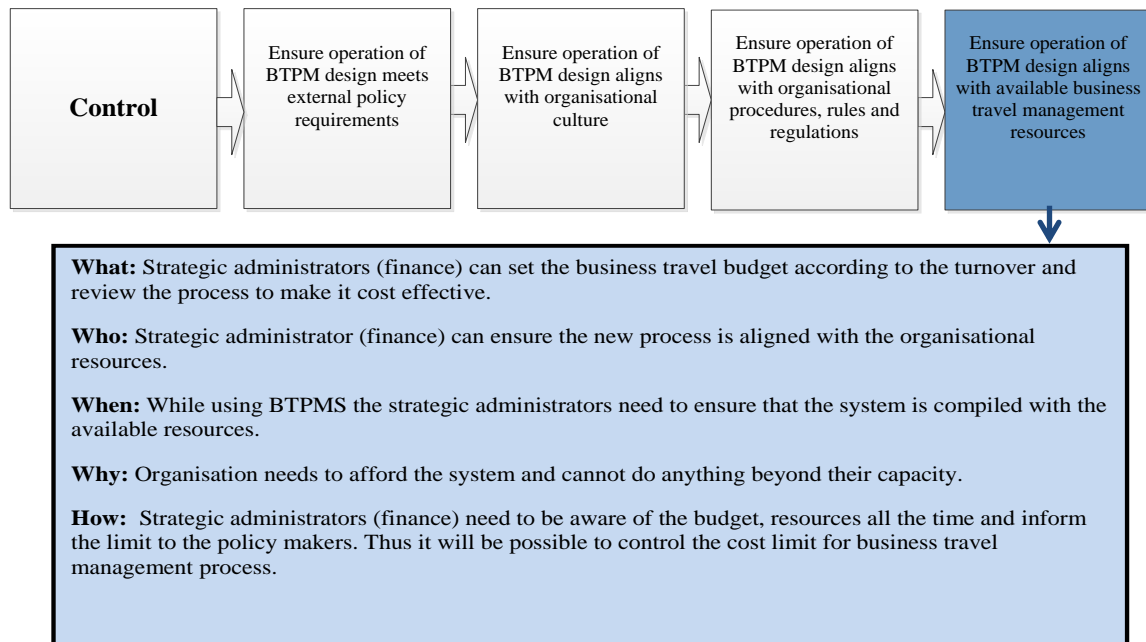 Control
Ensure operation of
BTPM design meets
external policy
requirements
Ensure operation of
BTPM design aligns
with organisational
culture
Ensure operation of
BTPM design aligns
with organisational
procedures, rules and
regulations
Ensure operation of
BTPM design aligns
with available business
travel management
resources
What: Strategic administrators (finance) can set the business travel budget according to the turnover and
review the process to make it cost effective.
Who: Strategic administrator (finance) can ensure the new process is aligned with the organisational
resources.
When: While using BTPMS the strategic administrators need to ensure that the system is compiled with the
available resources.
Why: Organisation needs to afford the system and cannot do anything beyond their capacity.
How: Strategic administrators (finance) need to be aware of the budget, resources all the time and inform
the limit to the policy makers. Thus it will be possible to control the cost limit for business travel
management process.